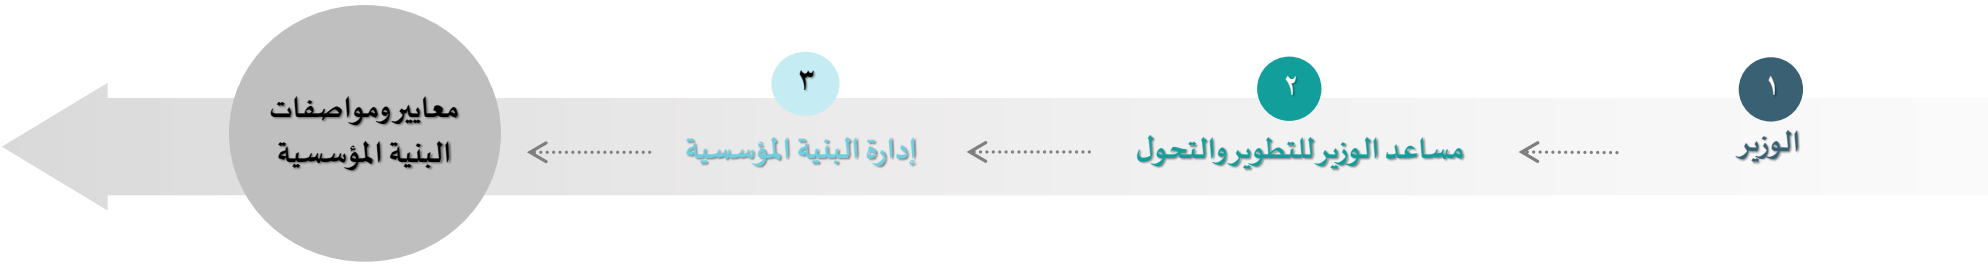 ١
الوزير
٢
مساعد الوزير للتطوير والتحول
٣
إدارة البنية المؤسسية
معايير ومواصفات
البنية المؤسسية